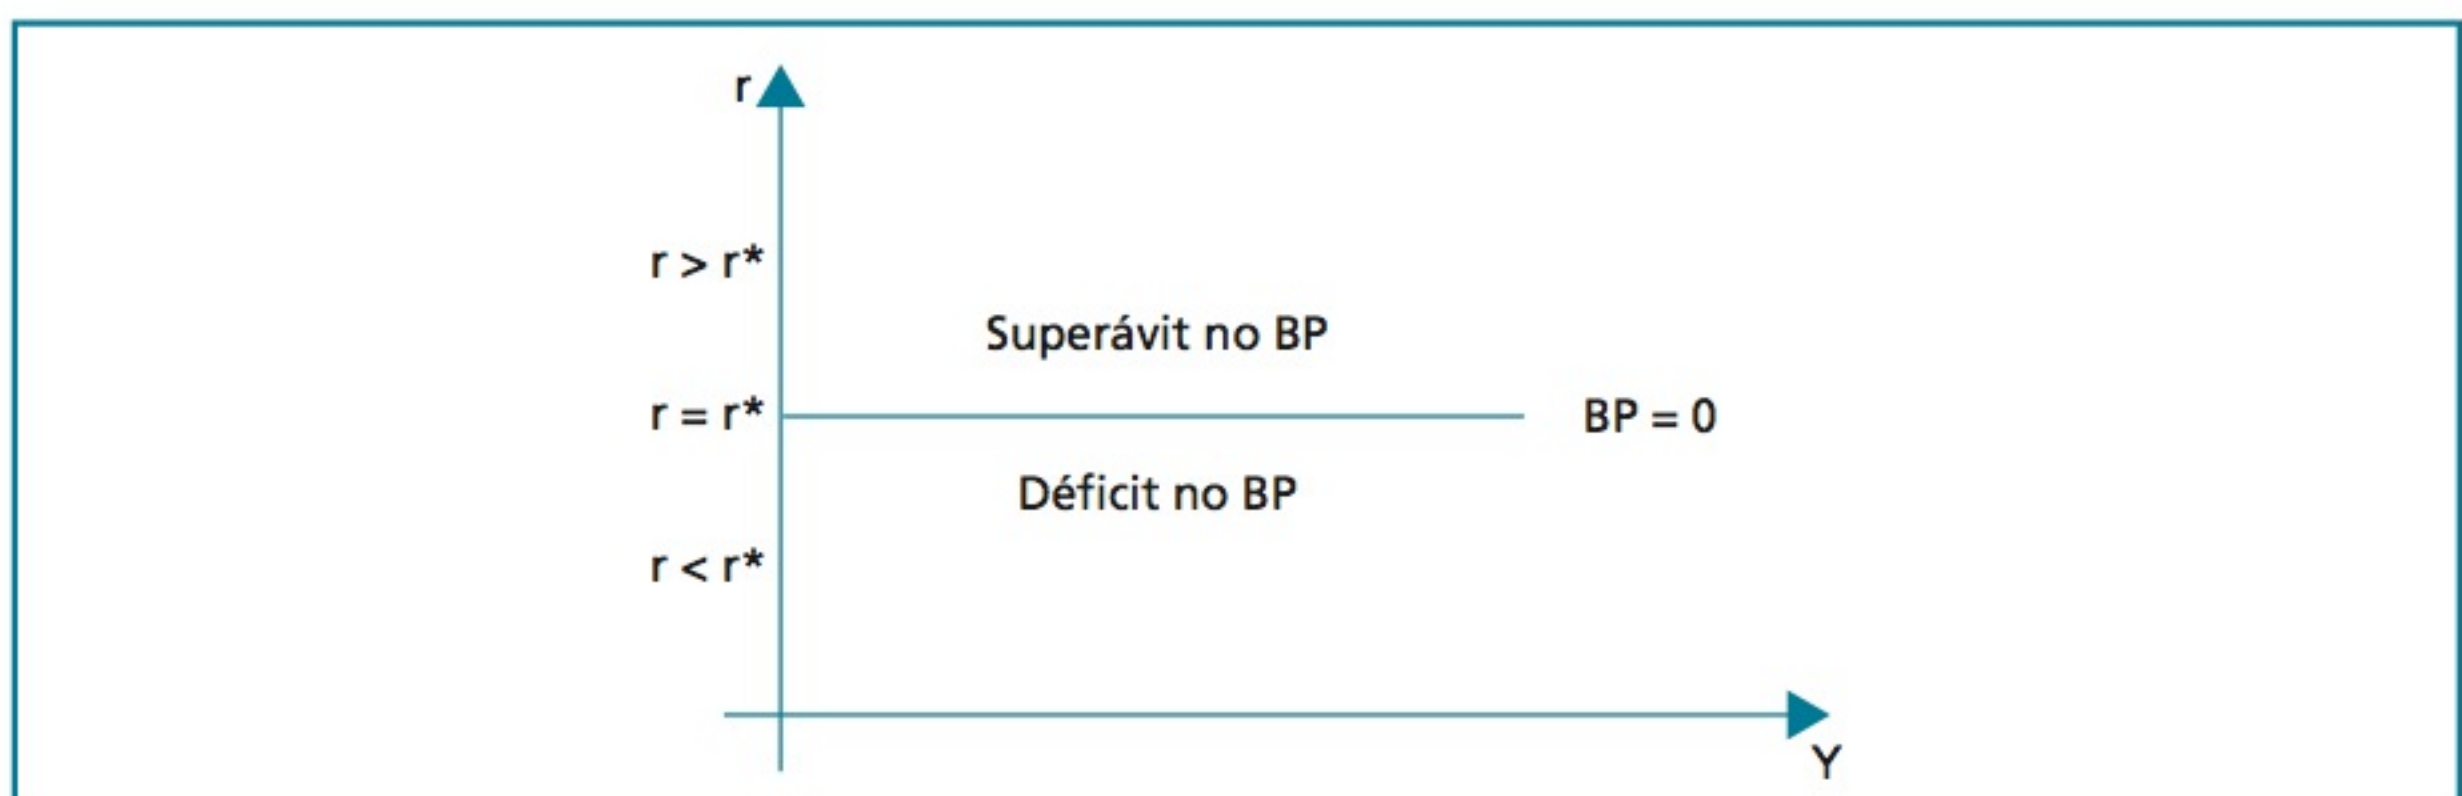 r
r > r*
Superávit no BP
r = r*
BP = 0
Déficit no BP
r < r*
Y